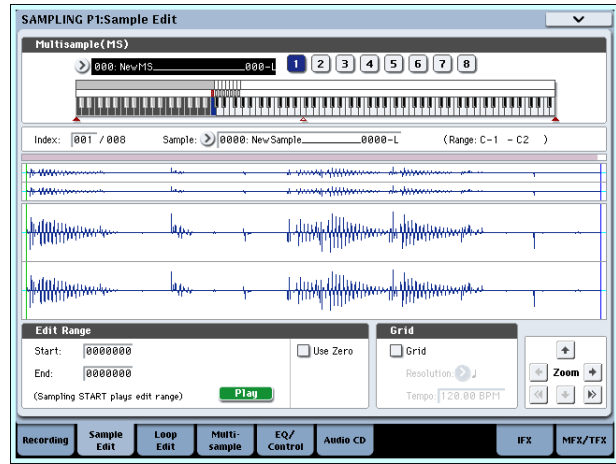 SAMPLING P1:Sample Edit
Multisample(MS)
000: NewMS____________000-L 1 2 3 4 5 6 7 8
Index: 001 /008 Sample: 0000: NewSample________0000-L (Range: C-1 - C2 )
Edit Range
Grid
Start: 0000000
Use Zero
Grid
End: 0000000
Resolution: ♩
Zoom
(Sampling START plays edit range) Play
Tempo: 120.00 BPM
Recording
Sample Edit
Loop Edit
Multi-sample
EQ/Control
Audio CD
IFX
MFX/TFX